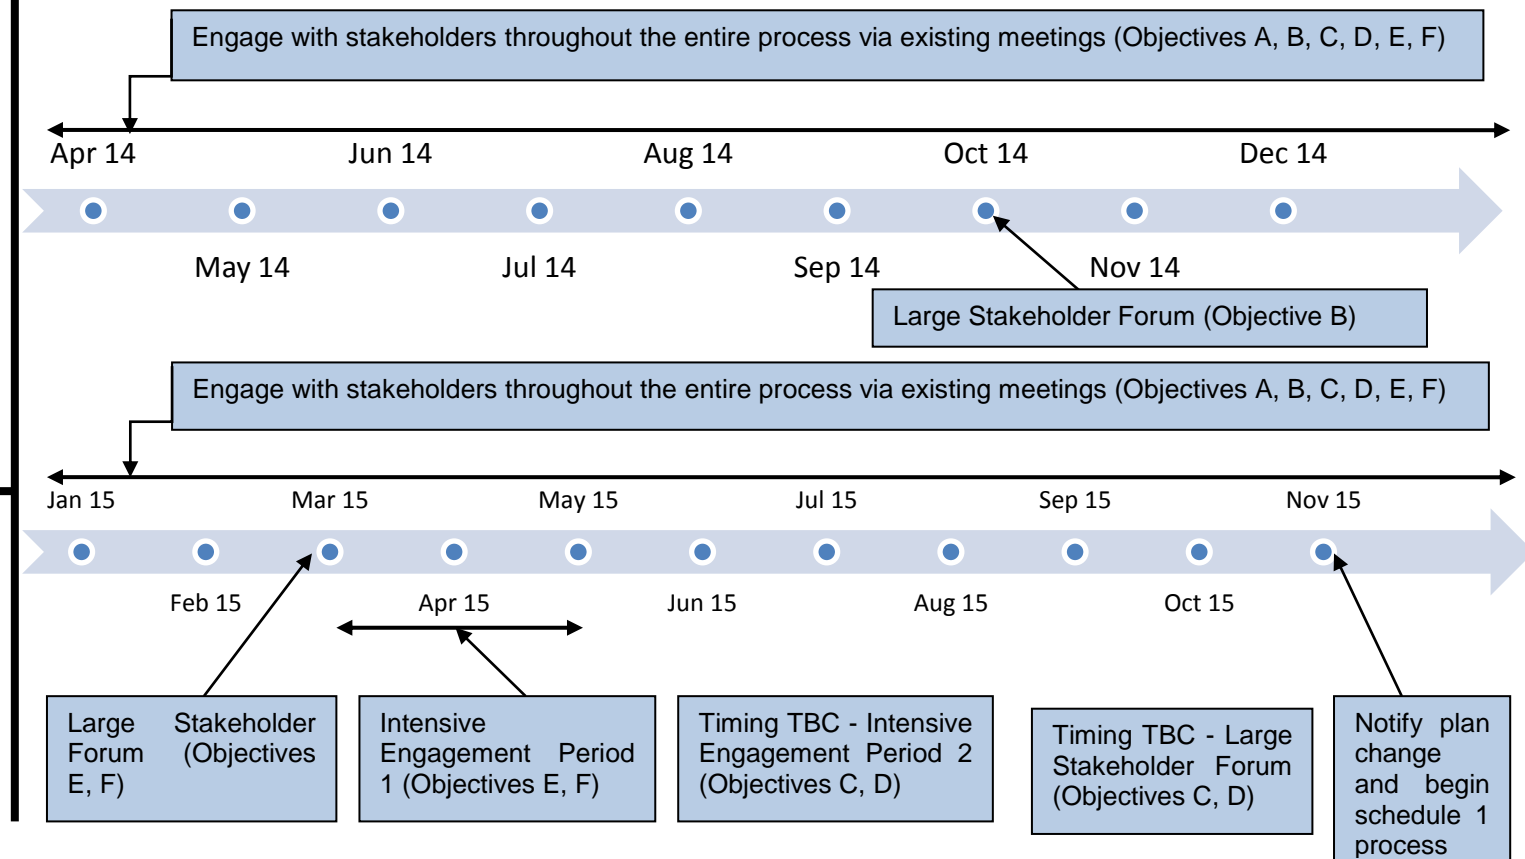 Engage with stakeholders throughout the entire process via existing meetings (Objectives A, B, C, D, E, F)
Apr 14
Jun 14
Aug 14
Oct 14
Dec 14
May 14
Jul 14
Sep 14
Nov 14
Large Stakeholder Forum (Objective B)
Engage with stakeholders throughout the entire process via existing meetings (Objectives A, B, C, D, E, F)
Jan 15
Mar 15
May 15
Jul 15
Sep 15
Nov 15
Feb 15
Apr 15
Jun 15
Aug 15
Oct 15
Large Stakeholder
Forum (Objectives
E, F)
Intensive
Engagement Period
1 (Objectives E, F)
Timing TBC - Intensive
Engagement Period 2
(Objectives C, D)
Timing TBC - Large
Stakeholder Forum
(Objectives C, D)
Notify plan
change
and begin
schedule 1
process